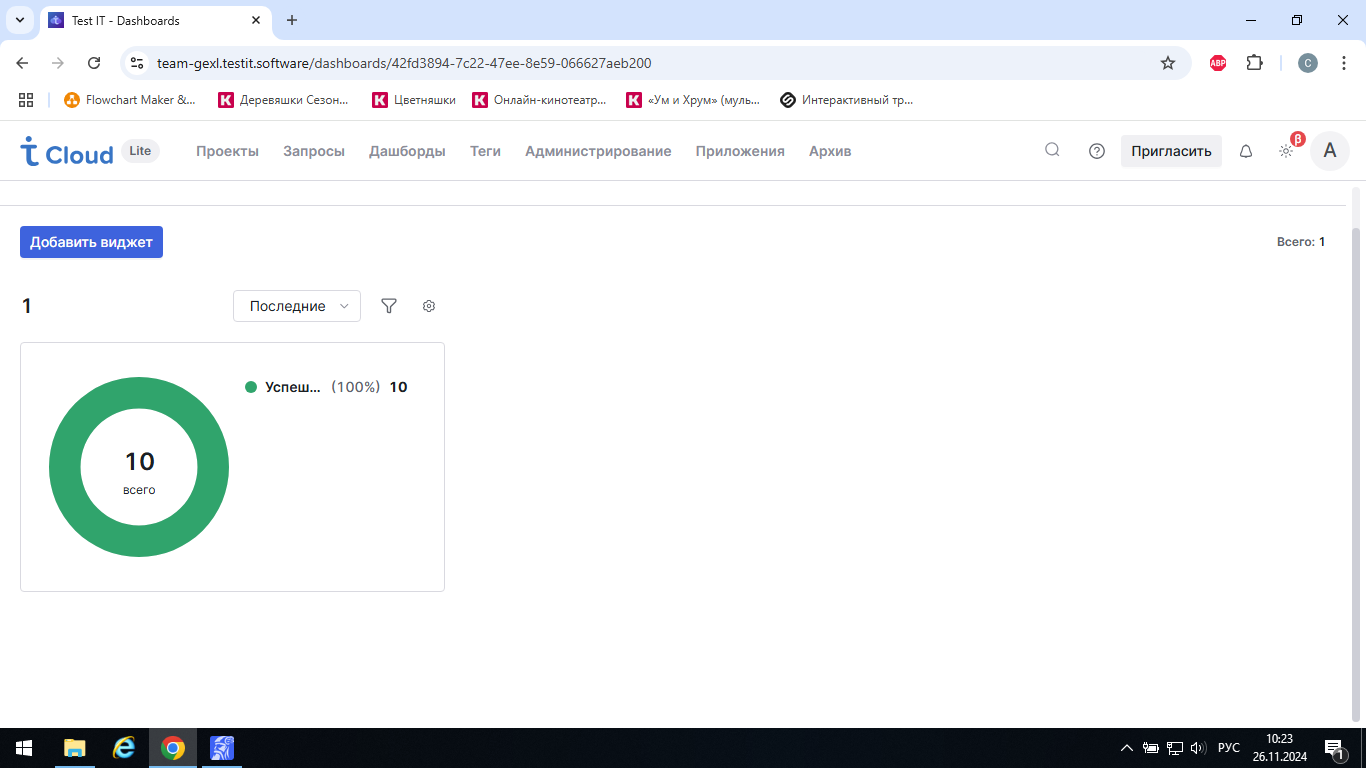 Test IT - Dashboards
team-gexl.testit.software/dashboards/42fd3894-7c22-47ee-8e59-066627aeb200
ABP
C
Flowchart Maker &...
Деревяшки Сезон...
Цветняшки
Онлайн-кинотеатр...
«Ум и Хрум» (муль...
Интерактивный тр...
Cloud Lite
Проекты
Запросы
Дашборды
Теги
Администрирование
Приложения
Архив
Пригласить
β
A
Добавить виджет
Всего: 1
1
Последние
Успеш... (100%) 10
10
всего
РУС
10:23
26.11.2024
1